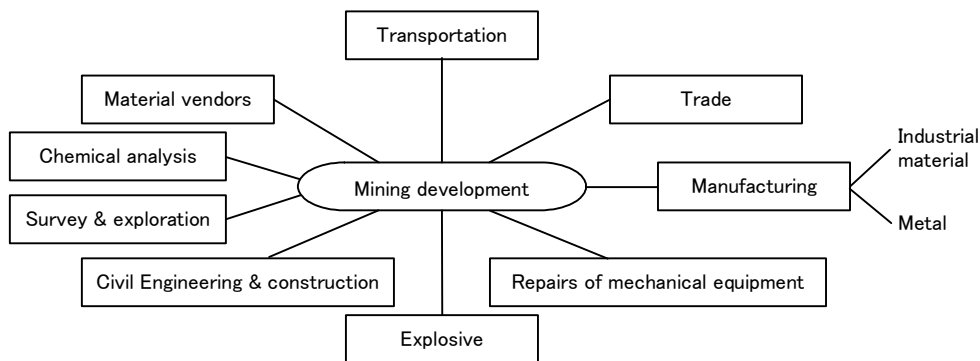 Transportation
Material vendors
Trade
Chemical analysis
Industrial
material
Mining development
Manufacturing
Survey & exploration
Metal
Civil Engineering & construction
Repairs of mechanical equipment
Explosive